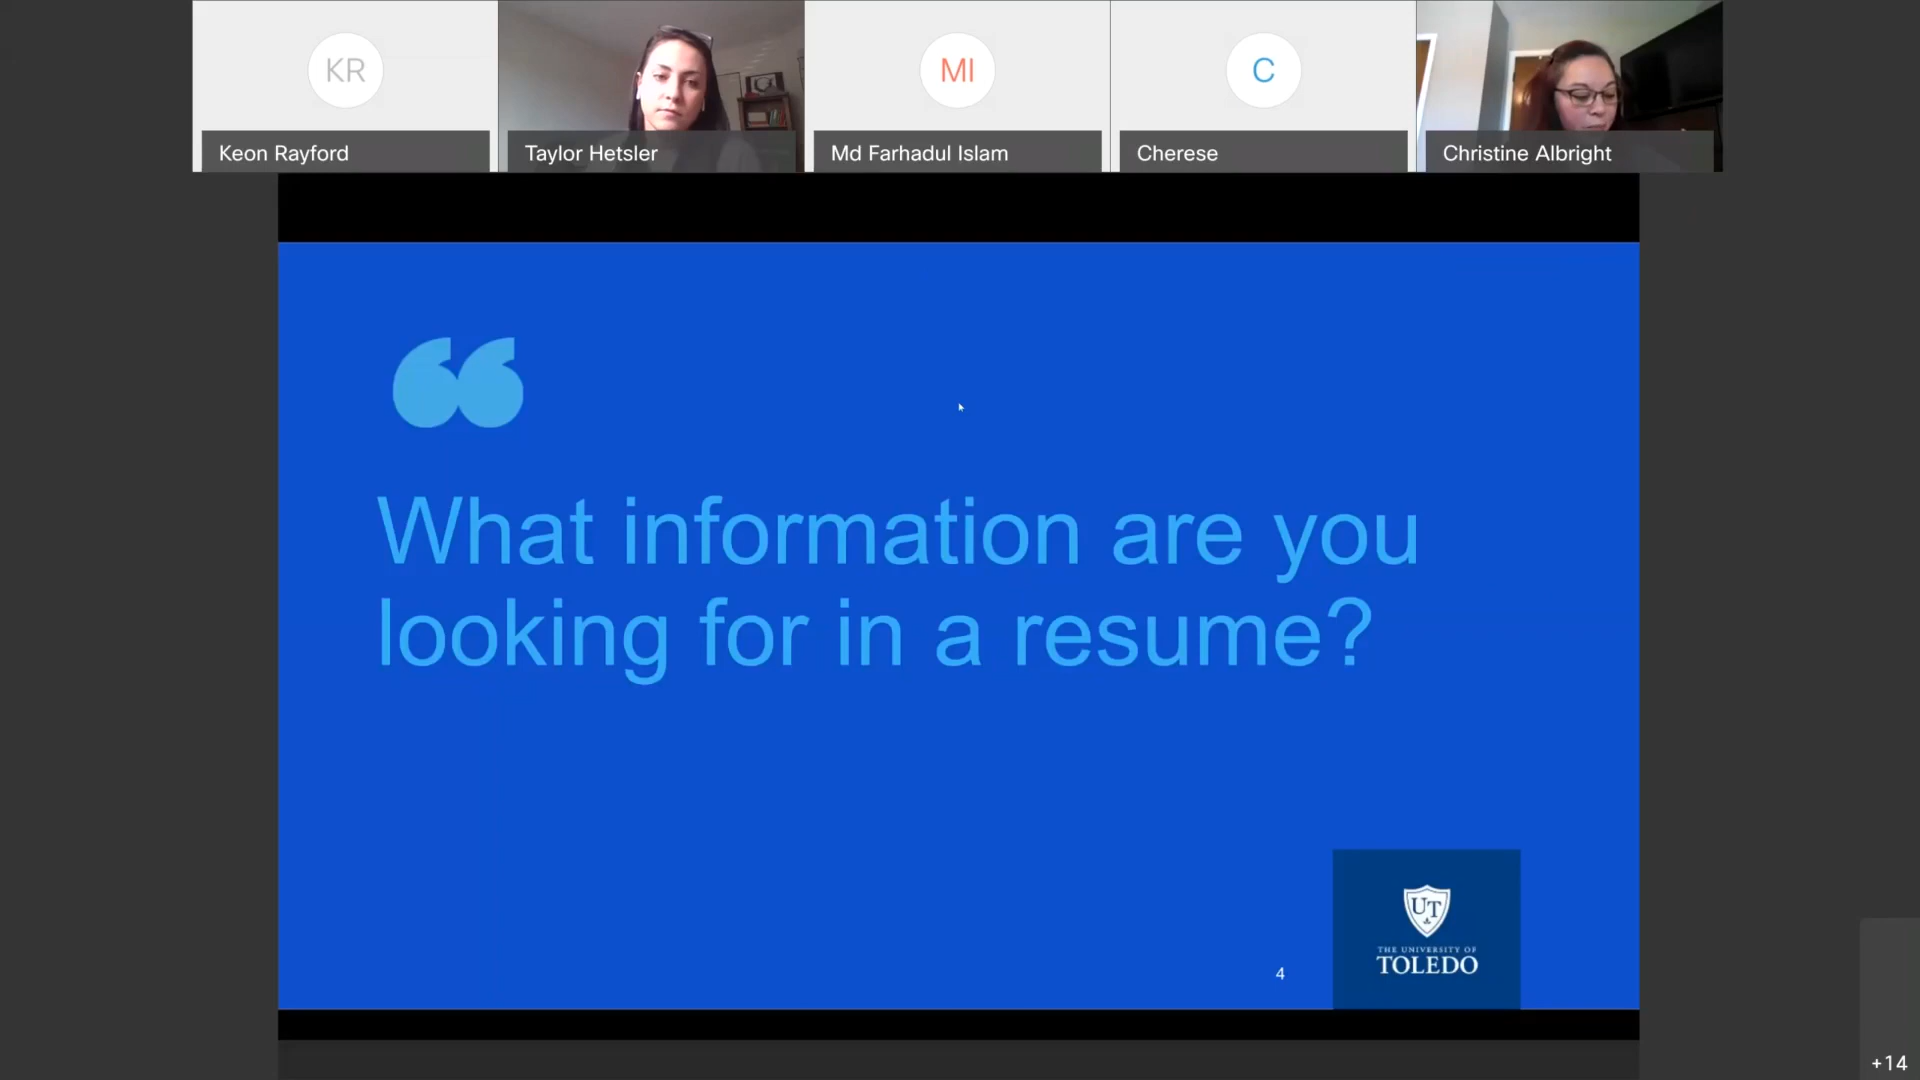 KR
MI
C
Keon Rayford
Taylor Hetsler
Md Farhadul Islam
Cherese
Christine Albright
What information are you
looking for in a resume?
UT
THE UNIVERSITY OF
TOLEDO
4
+14